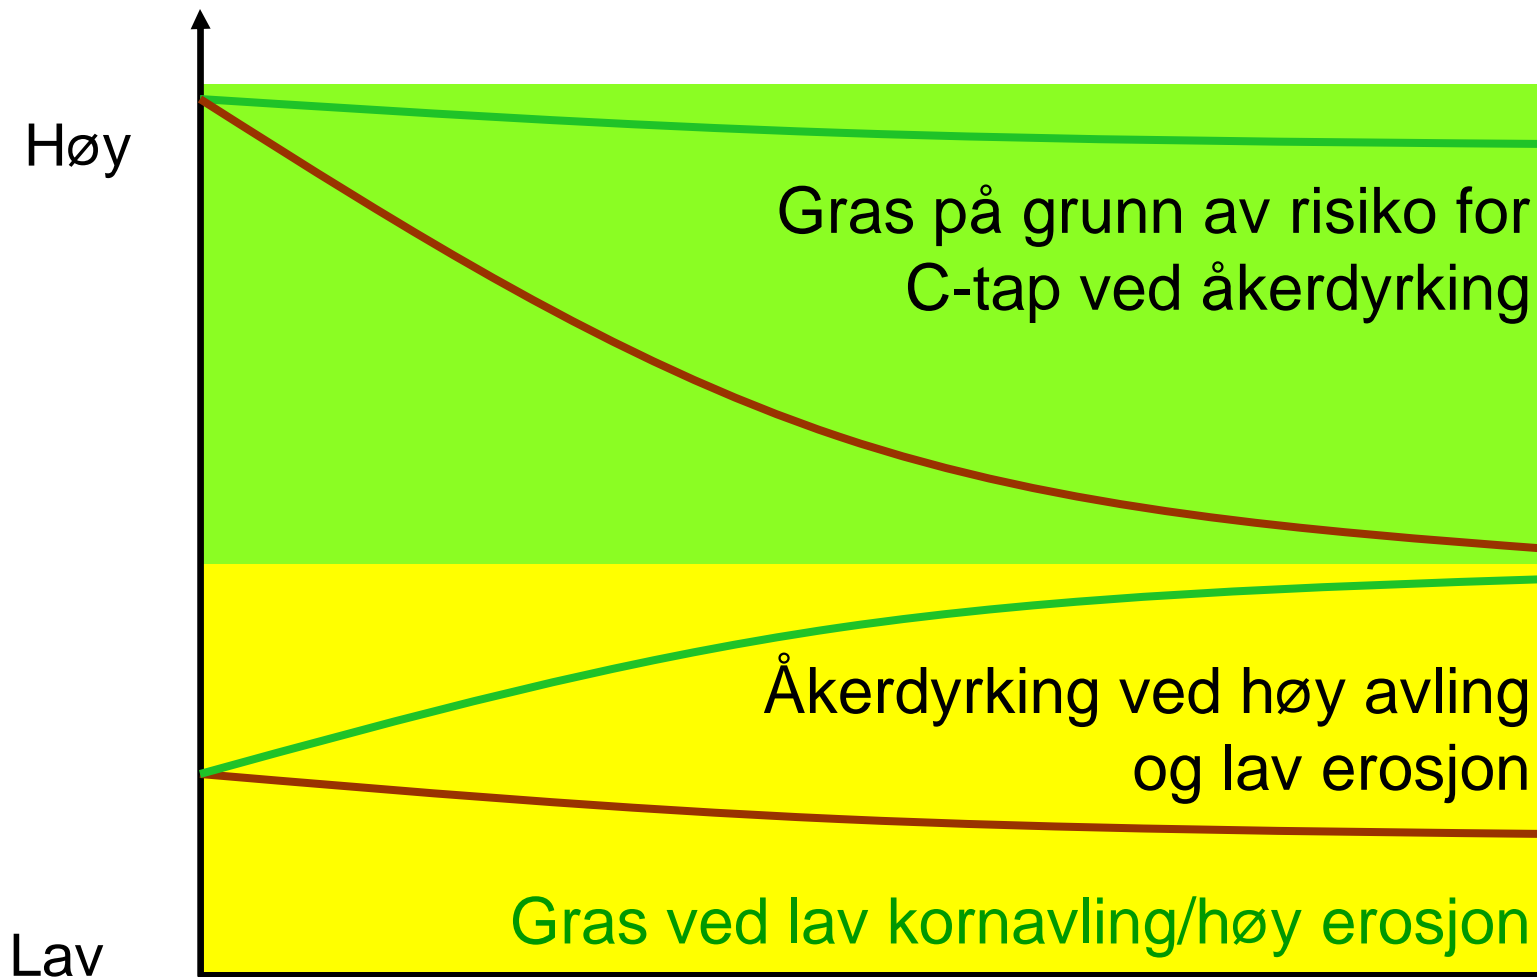 Høy
Gras på grunn av risiko for
C-tap ved åkerdyrking
Åkerdyrking ved høy avling
og lav erosjon
Gras ved lav kornavling/høy erosjon
Lav